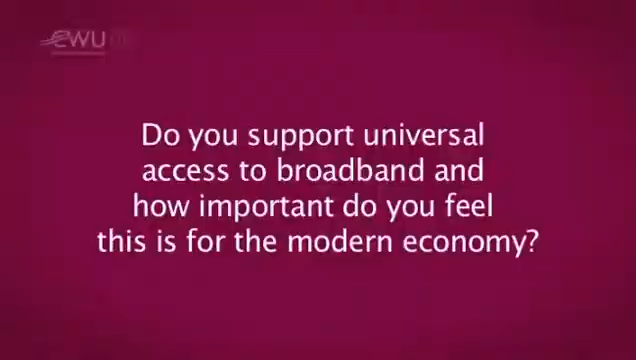 CWU
Do you support universal
access to broadband and
how important do you feel
this is for the modern economy?